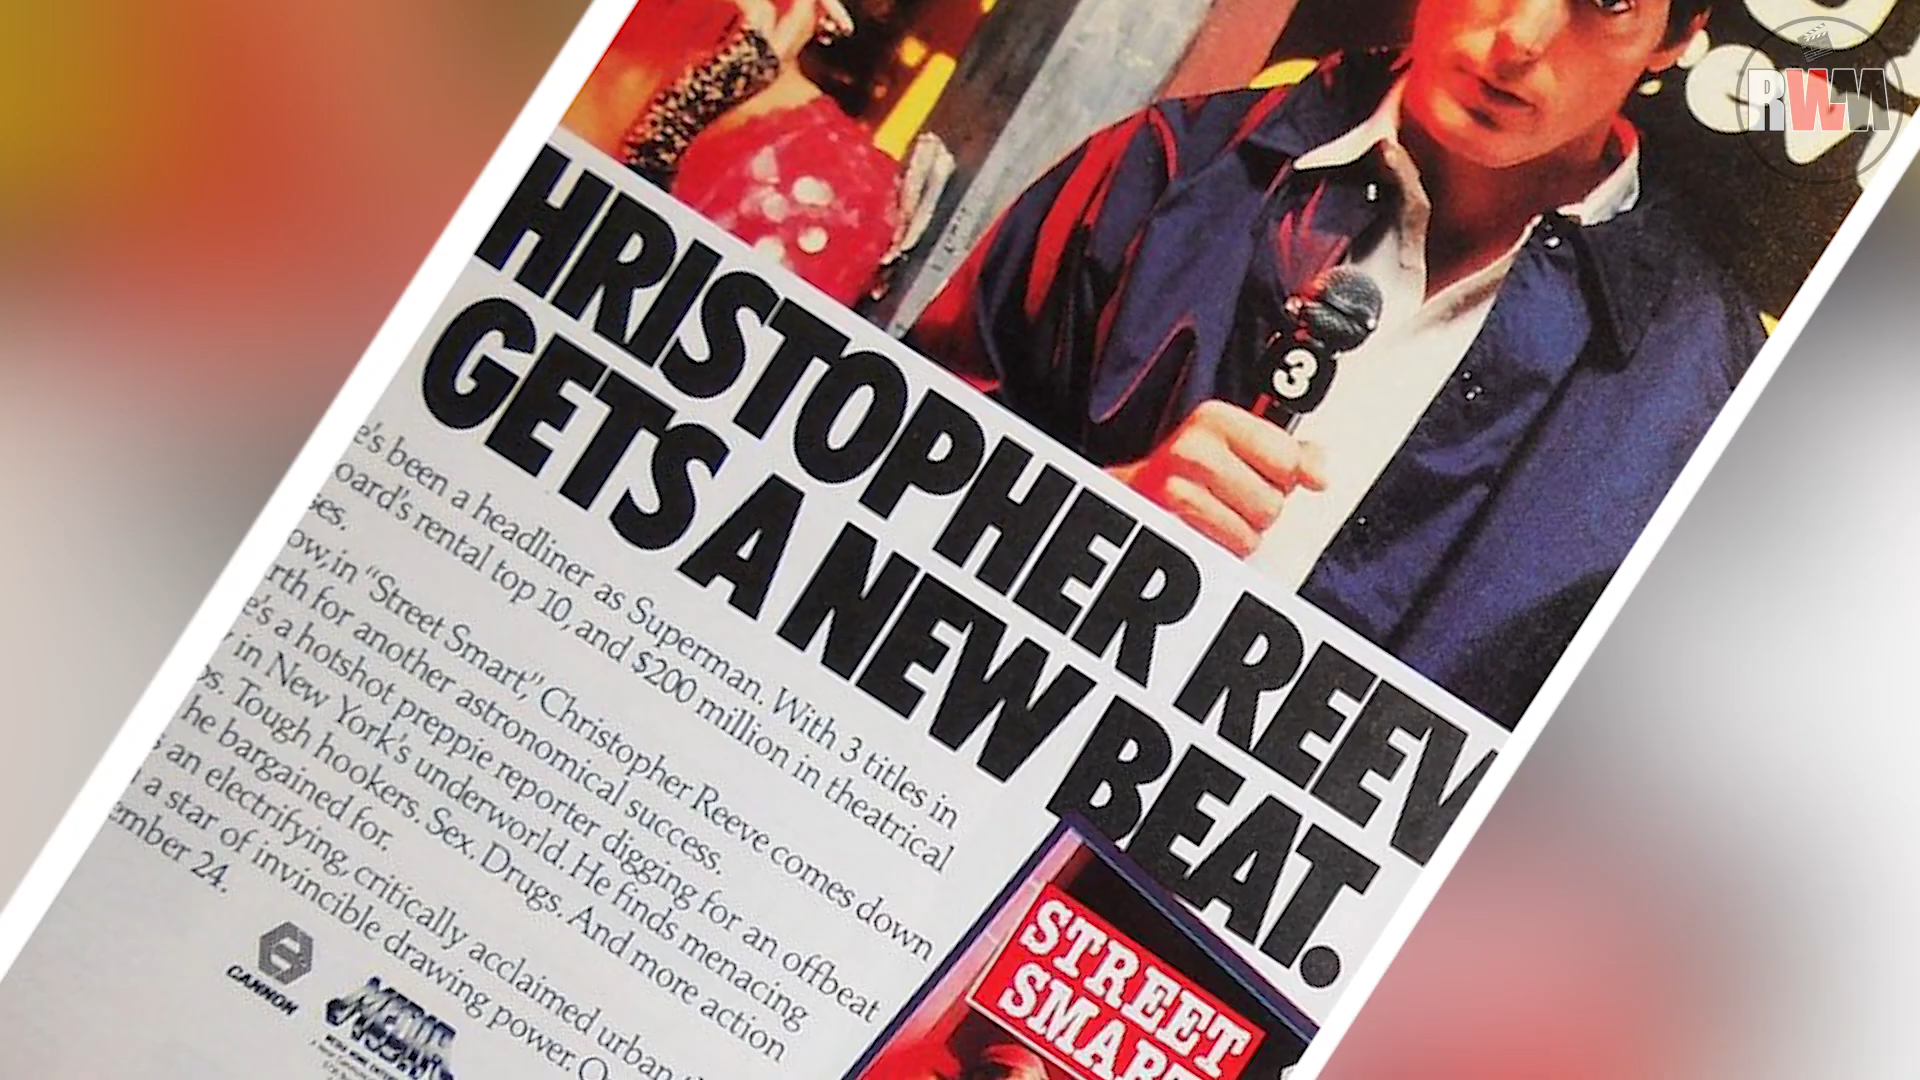 RWM
3
HRISTOPHER REEV
GETS A NEW BEAT.
e's been a headliner as Superman. With 3 titles in
oard's rental top 10, and $200 million in theatrical
ses.
ow, in "Street Smart," Christopher Reeve comes down
rth for another astronomical success.
e's a hotshot preppie reporter digging for an offbeat
in New York's underworld. He finds menacing
s. Tough hookers. Sex. Drugs. And more action
he bargained for.
an electrifying, critically acclaimed urban
a star of invincible drawing power. O
ember 24.
CANNON
MEDIA
STREET
SMART